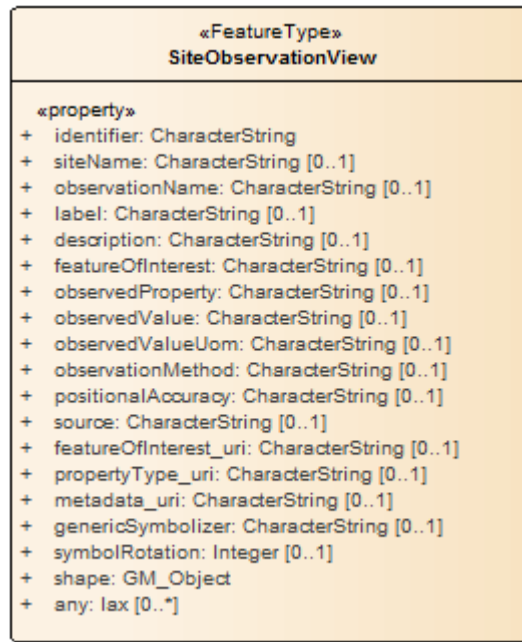 «FeatureType»
SiteObservationView
«property»
+ identifier: CharacterString
+ siteName: CharacterString [0..1]
+ observationName: CharacterString [0..1]
+ label: CharacterString [0..1]
+ description: CharacterString [0..1]
+ featureOfInterest: CharacterString [0..1]
+ observedProperty: CharacterString [0..1]
+ observedValue: CharacterString [0..1]
+ observedValueUom: CharacterString [0..1]
+ observationMethod: CharacterString [0..1]
+ positionalAccuracy: CharacterString [0..1]
+ source: CharacterString [0..1]
+ featureOfInterest_uri: CharacterString [0..1]
+ propertyType_uri: CharacterString [0..1]
+ metadata_uri: CharacterString [0..1]
+ genericSymbolizer: CharacterString [0..1]
+ symbolRotation: Integer [0..1]
+ shape: GM_Object
+ any: lax [0..*]